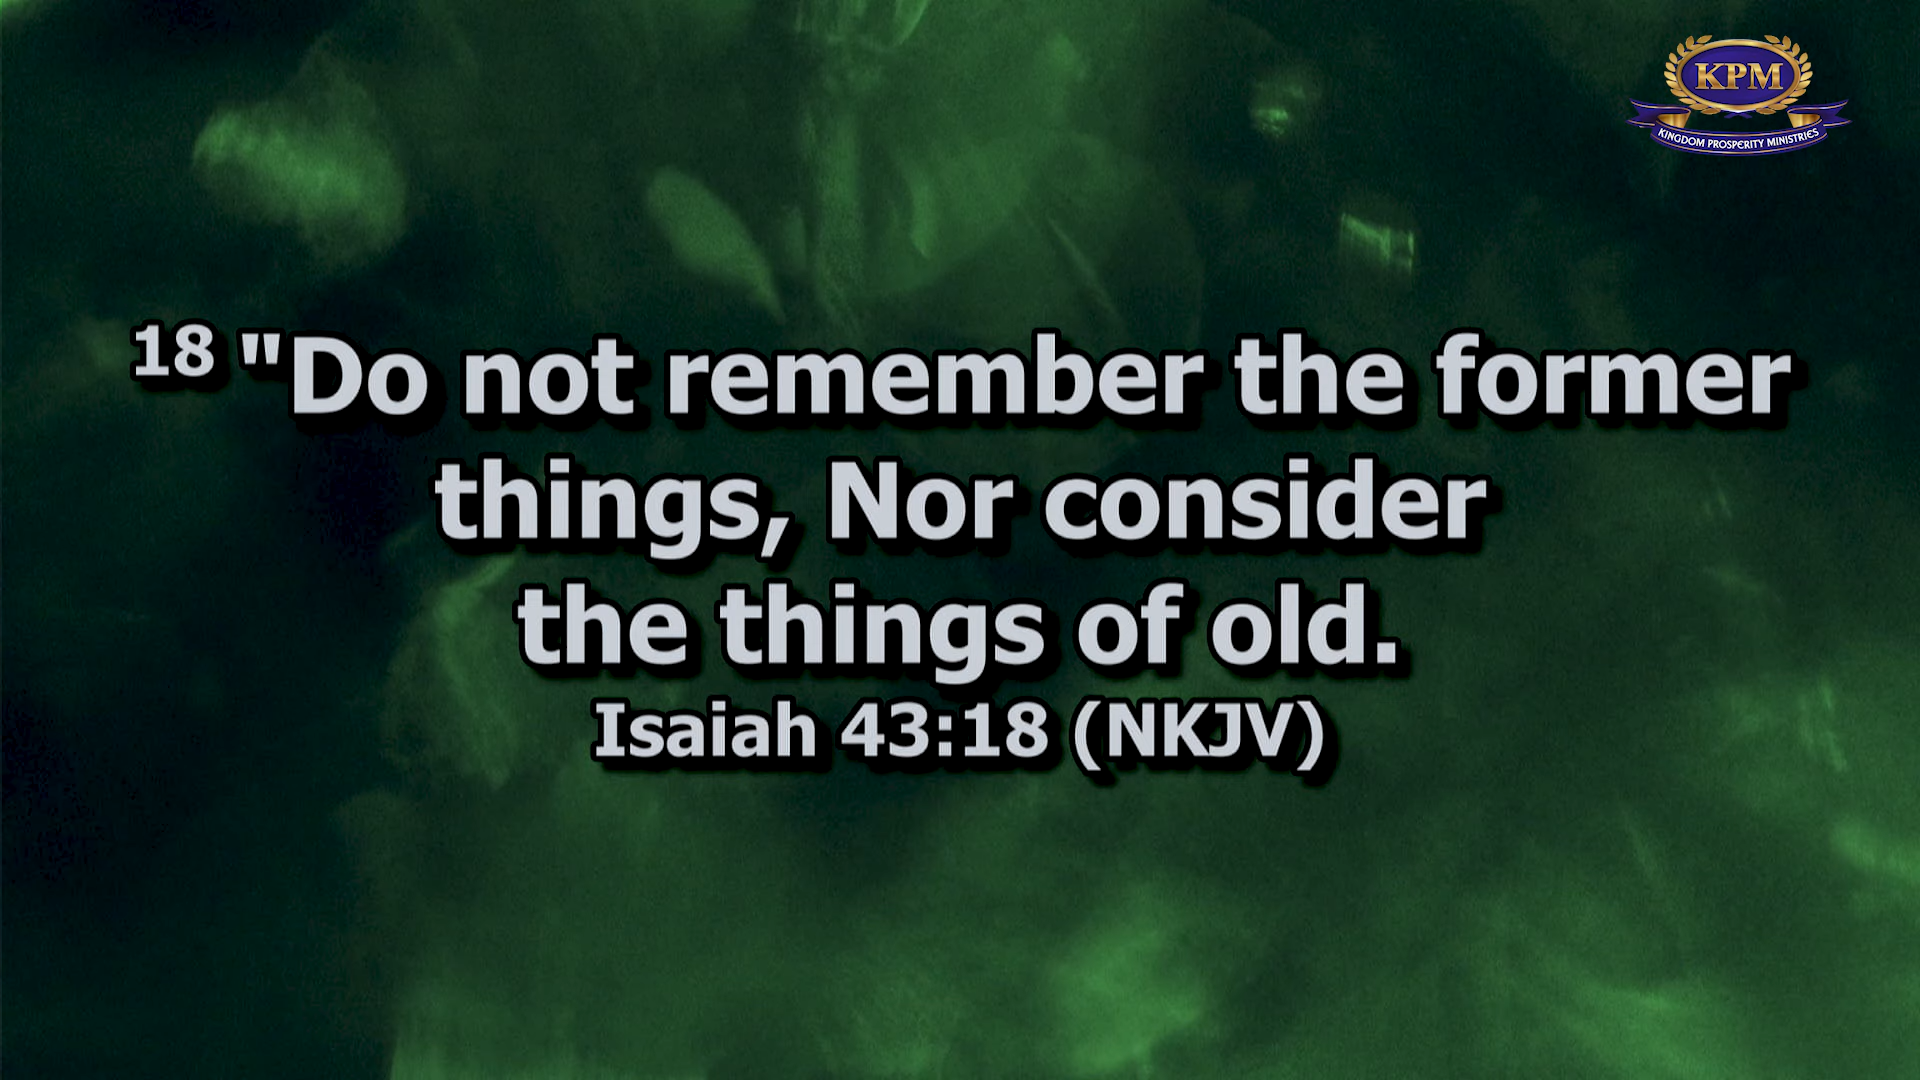 KPM
KINGDOM PROSPERITY MINISTRIES
18 "Do not remember the former
things, Nor consider
the things of old.
Isaiah 43:18 (NKJV)